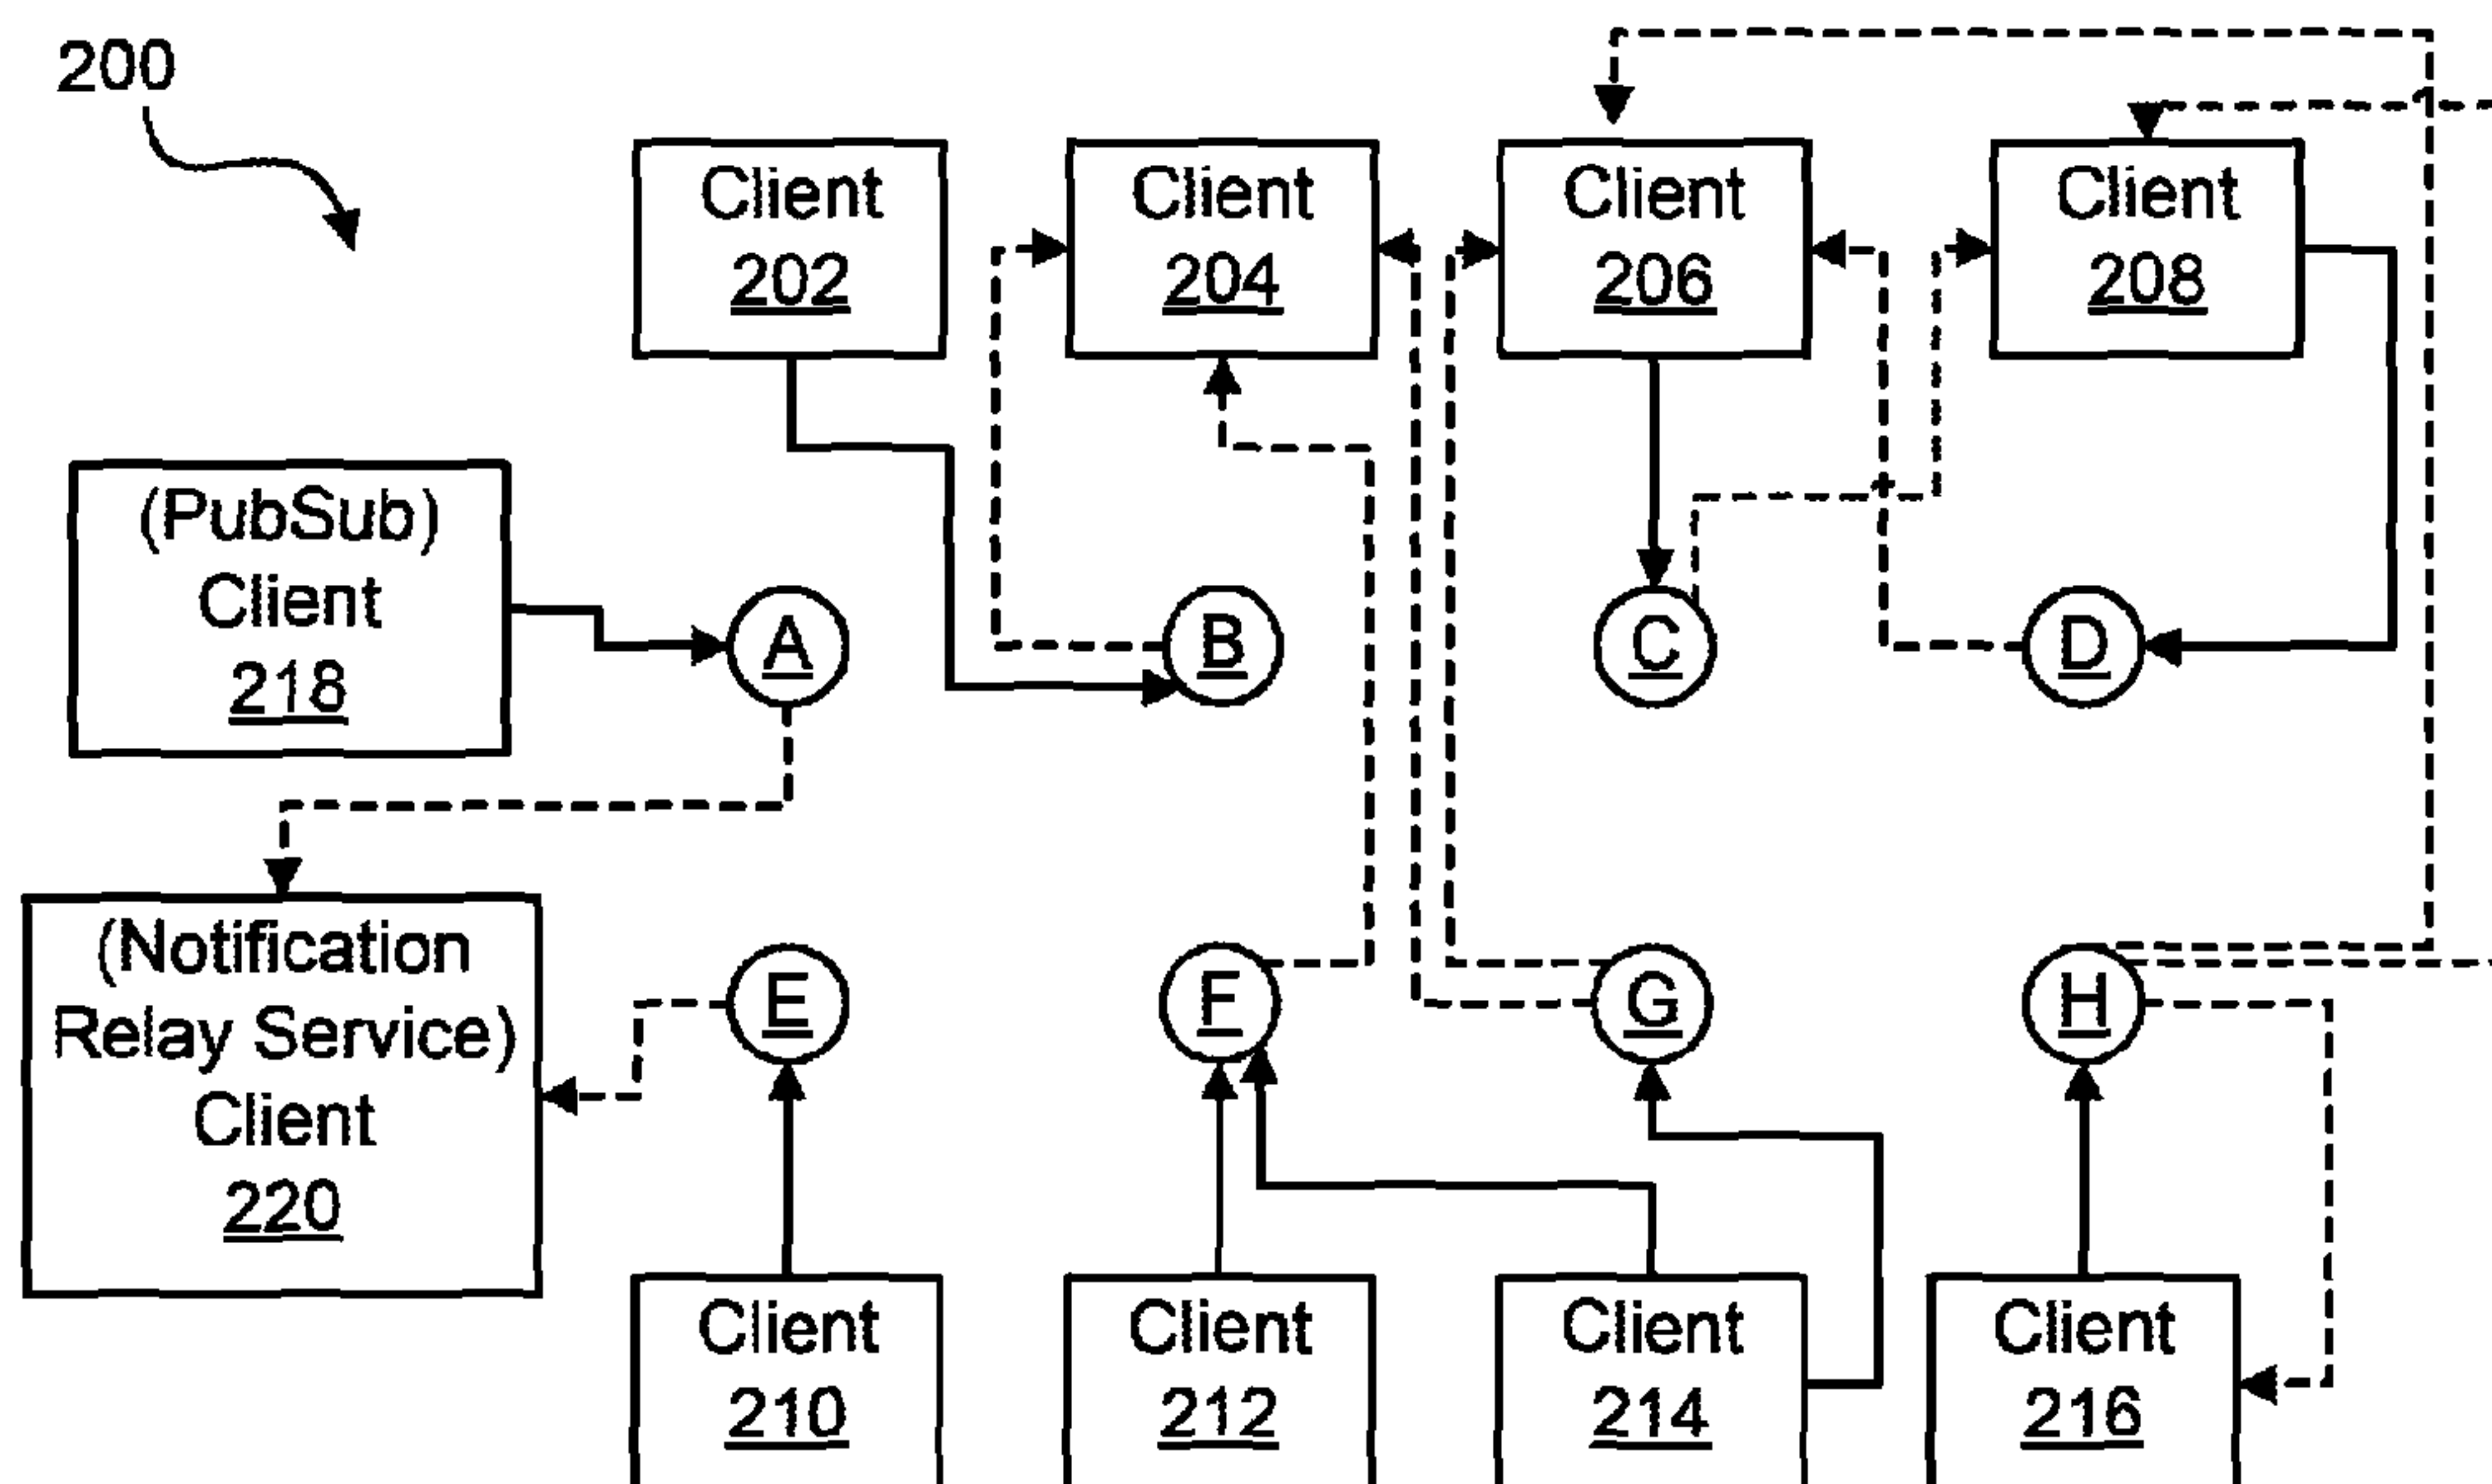 200
Client
202
Client
204
Client
206
Client
208
(PubSub)
Client
218
A
B
C
D
(Notification
Relay Service)
Client
220
E
F
G
H
Client
210
Client
212
Client
214
Client
216